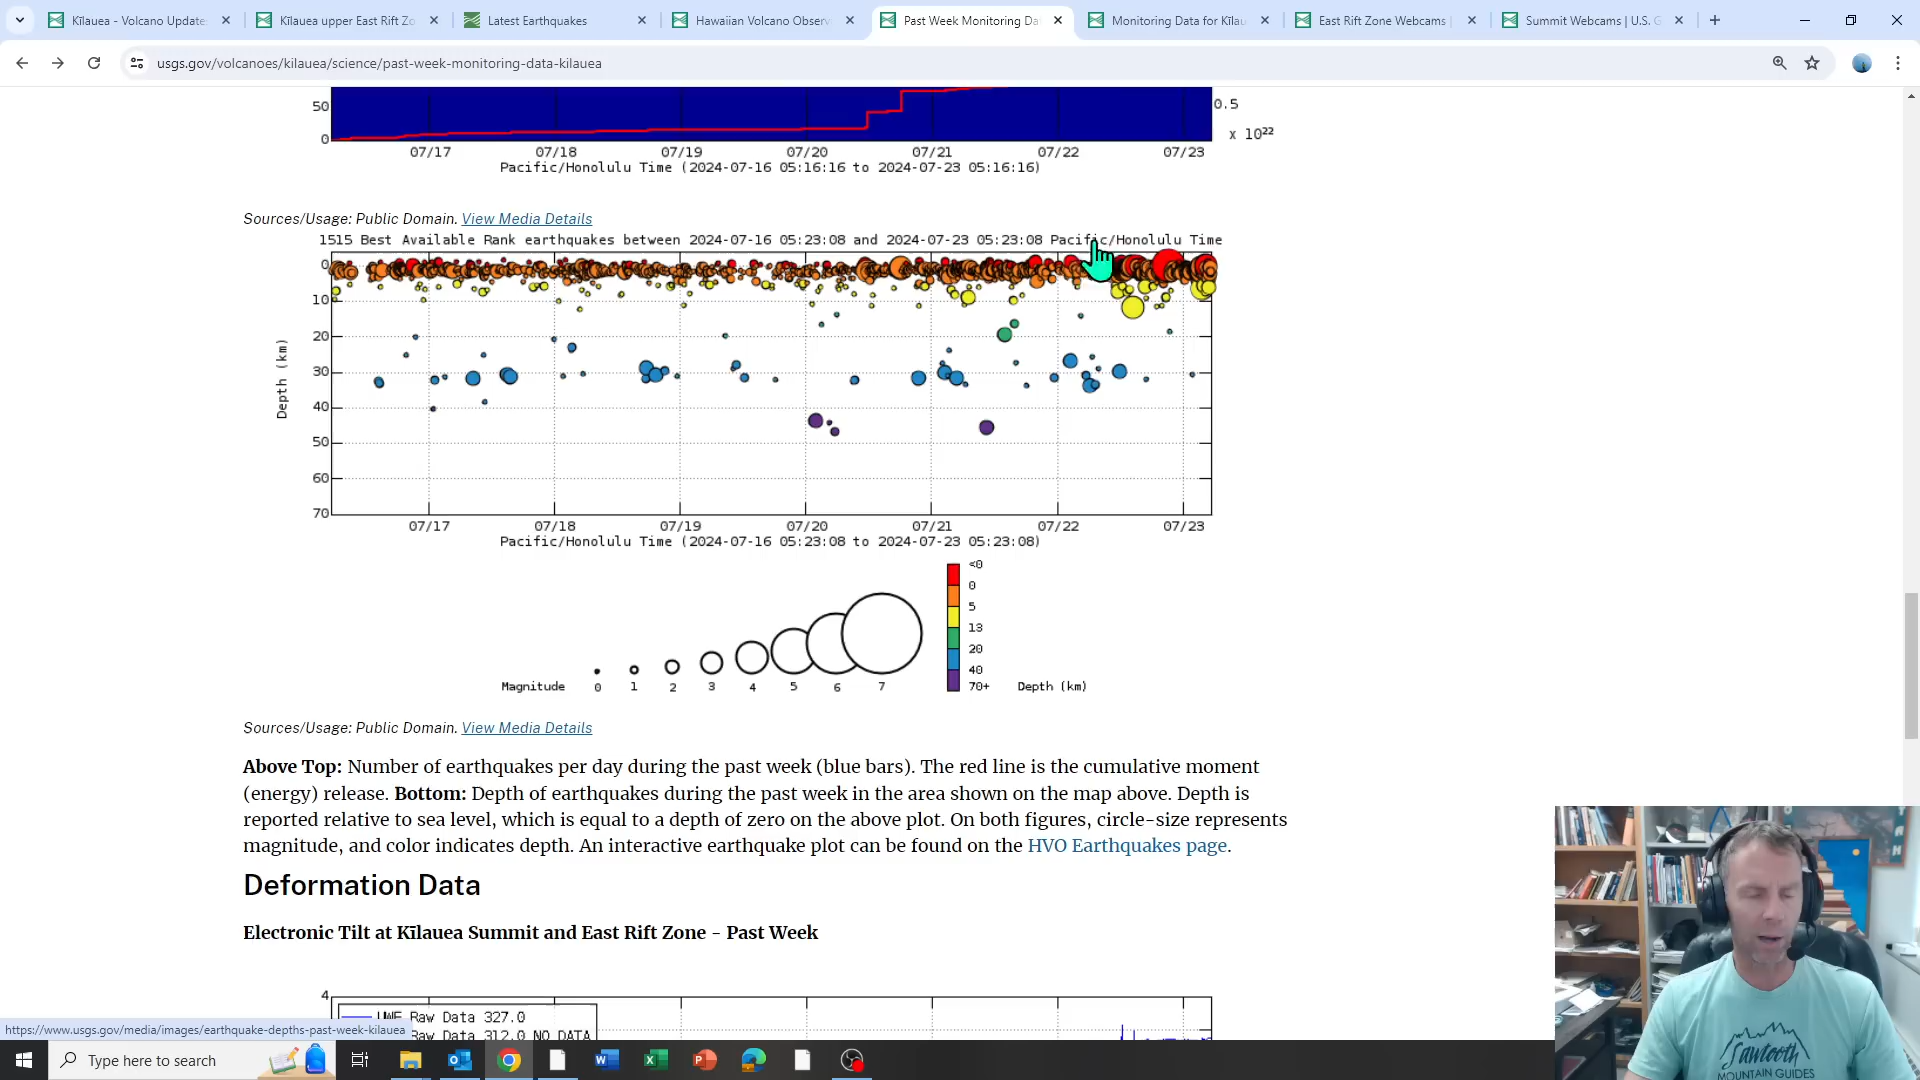 Kīlauea - Volcano Update
Kīlauea upper East Rift Zo
Latest Earthquakes
Hawaiian Volcano Observ
Past Week Monitoring Da
Monitoring Data for Kīlau
East Rift Zone Webcams |
Summit Webcams | U.S. G
usgs.gov/volcanoes/kilauea/science/past-week-monitoring-data-kilauea
50
0
0.5
x 10²²
07/17 07/18 07/19 07/20 07/21 07/22 07/23
Pacific/Honolulu Time (2024-07-16 05:16:16 to 2024-07-23 05:16:16)
Sources/Usage: Public Domain. View Media Details
1515 Best Available Rank earthquakes between 2024-07-16 05:23:08 and 2024-07-23 05:23:08 Pacific/Honolulu Time
0
10
20
30
40
50
60
70
Depth (km)
07/17 07/18 07/19 07/20 07/21 07/22 07/23
Pacific/Honolulu Time (2024-07-16 05:23:08 to 2024-07-23 05:23:08)
<0
0
5
13
20
40
70+
Depth (km)
Magnitude 0 1 2 3 4 5 6 7
Sources/Usage: Public Domain. View Media Details
Above Top: Number of earthquakes per day during the past week (blue bars). The red line is the cumulative moment
(energy) release. Bottom: Depth of earthquakes during the past week in the area shown on the map above. Depth is
reported relative to sea level, which is equal to a depth of zero on the above plot. On both figures, circle-size represents
magnitude, and color indicates depth. An interactive earthquake plot can be found on the HVO Earthquakes page.
Deformation Data
Electronic Tilt at Kīlauea Summit and East Rift Zone - Past Week
4
UWE Raw Data 327.0
Raw Data 312.0 NO DATA
https://www.usgs.gov/media/images/earthquake-depths-past-week-kilauea
Type here to search
Sawtooth
MOUNTAIN GUIDES